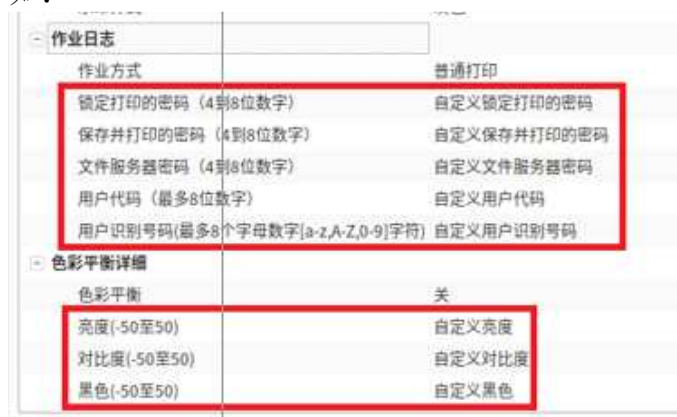 作业日志
作业方式 普通打印
锁定打印的密码（4到8位数字） 自定义锁定打印的密码
保存并打印的密码（4到8位数字） 自定义保存并打印的密码
文件服务器密码（4到8位数字） 自定义文件服务器密码
用户代码（最多8位数字） 自定义用户代码
用户识别号码(最多8个字母数字[a-z,A-Z,0-9]字符) 自定义用户识别号码
色彩平衡详细
色彩平衡 关
亮度(-50至50) 自定义亮度
对比度(-50至50) 自定义对比度
黑色(-50至50) 自定义黑色